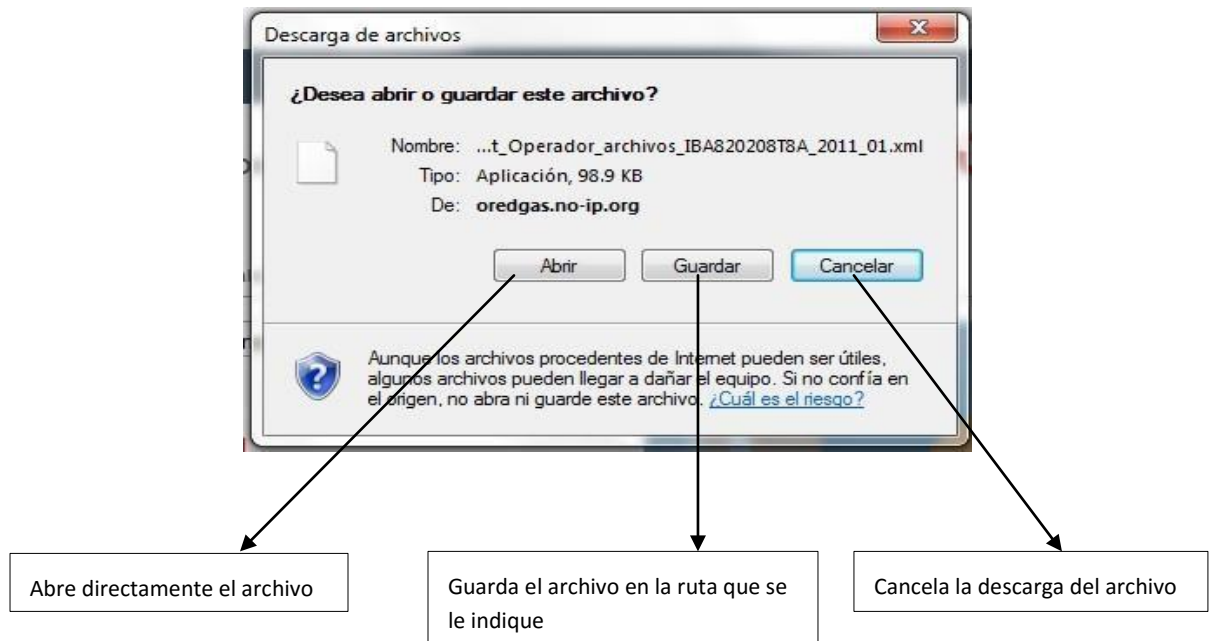 Descarga de archivos
¿Desea abrir o guardar este archivo?
Nombre: ...t_Operador_archivos_IBA820208T8A_2011_01.xml
Tipo: Aplicación, 98.9 KB
De: oredgas.no-ip.org
Abrir Guardar Cancelar
Aunque los archivos procedentes de Internet pueden ser útiles,
algunos archivos pueden llegar a dañar el equipo. Si no confía en
el origen, no abra ni guarde este archivo. ¿Cuál es el riesgo?
Abre directamente el archivo
Guarda el archivo en la ruta que se
le indique
Cancela la descarga del archivo